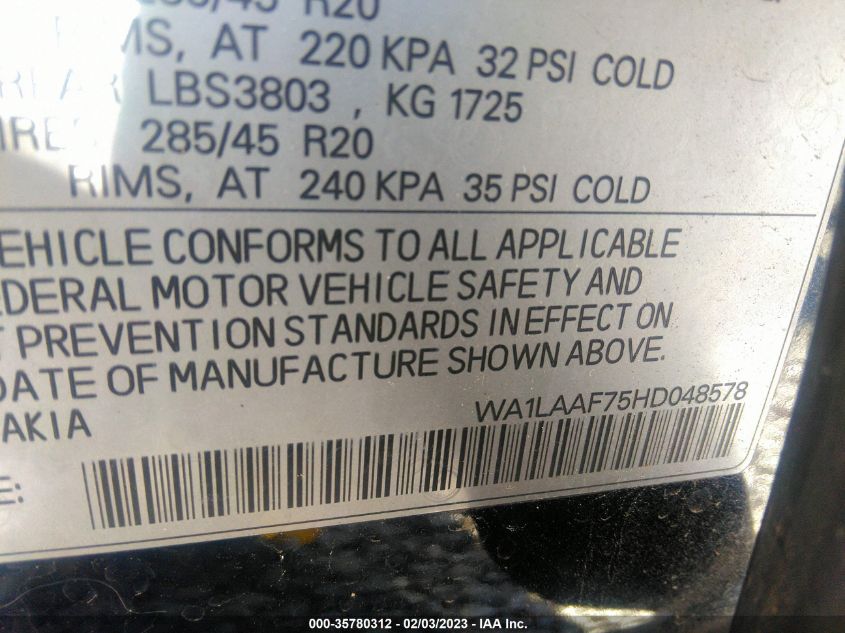 R20
RIMS, AT 220 KPA 32 PSI COLD
REAR LBS3803 , KG 1725
285/45 R20
RIMS, AT 240 KPA 35 PSI COLD
EHICLE CONFORMS TO ALL APPLICABLE
EDERAL MOTOR VEHICLE SAFETY AND
T PREVENTION STANDARDS IN EFFECT ON
DATE OF MANUFACTURE SHOWN ABOVE.
AKIA
WA1LAAF75HD048578
E:
000-35780312 / 02/03/2023 - IAA Inc.